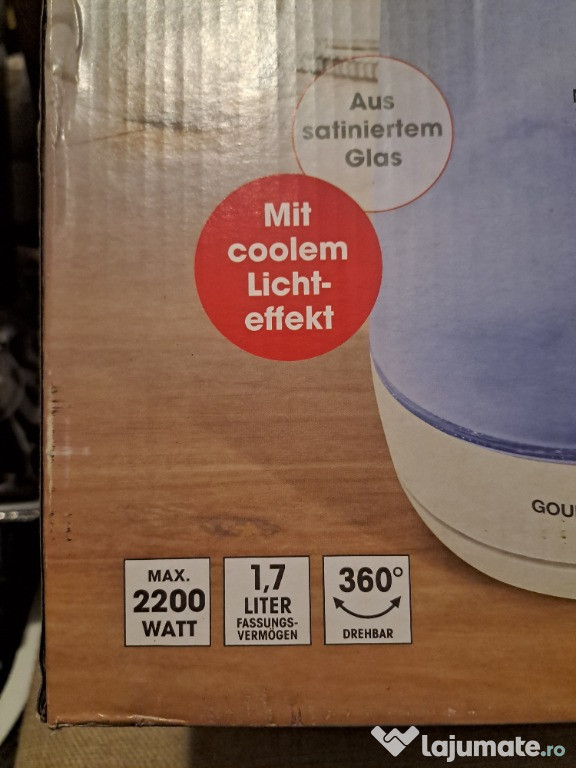 Aus
satiniertem
Glas
Mit
coolem
Licht-
effekt
MAX.
2200
WATT
1,7
LITER
FASSUNGS-
VERMÖGEN
360°
DREHBAR
lajumate.ro